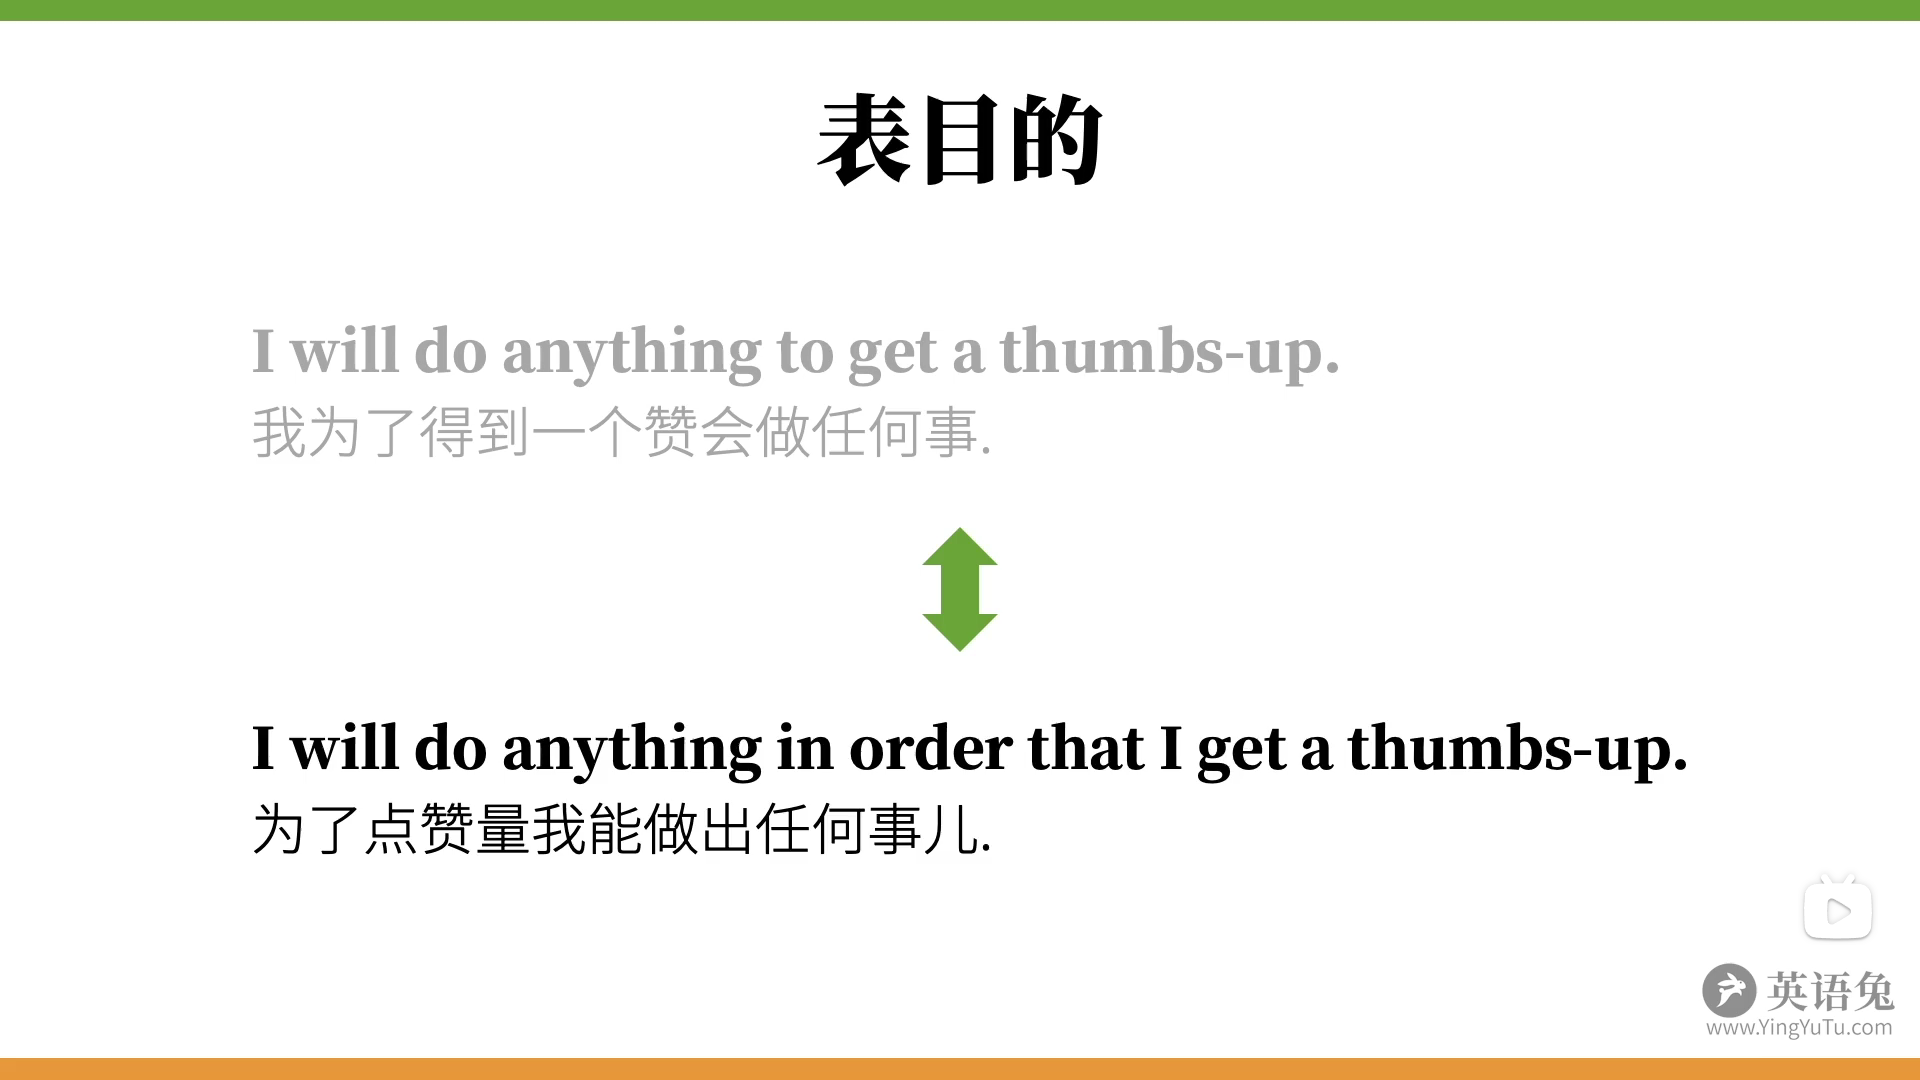 表目的
I will do anything to get a thumbs-up.
我为了得到一个赞会做任何事.
I will do anything in order that I get a thumbs-up.
为了点赞量我能做出任何事儿.
英语兔
www.YingYuTu.com